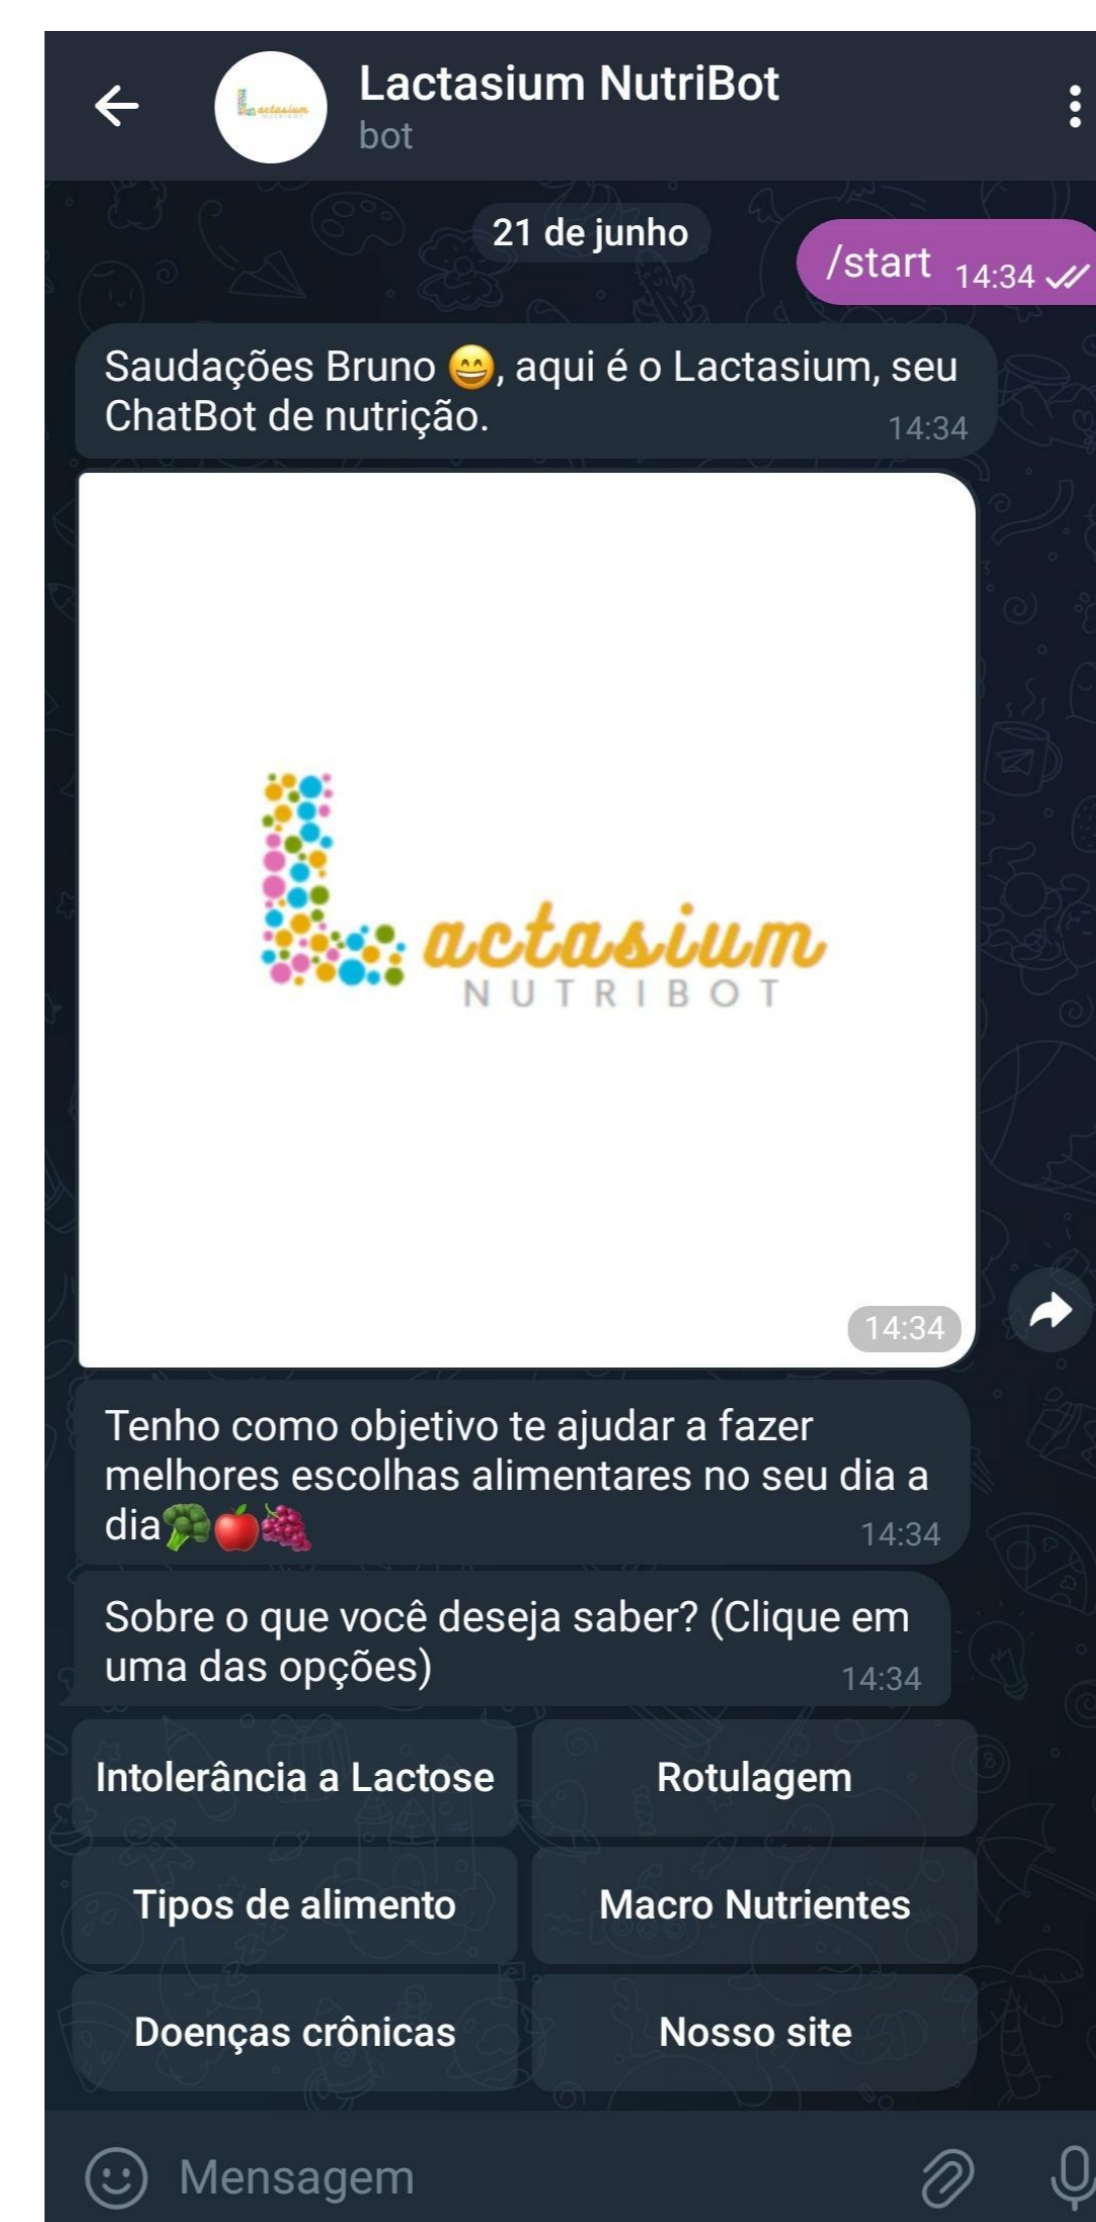 Lactasium NutriBot
bot
21 de junho
/start 14:34
Saudações Bruno 😄, aqui é o Lactasium, seu
ChatBot de nutrição.
14:34
Lactasium
NUTRIBOT
14:34
Tenho como objetivo te ajudar a fazer
melhores escolhas alimentares no seu dia a
dia🥦🍎🍇
14:34
Sobre o que você deseja saber? (Clique em
uma das opções)
14:34
Intolerância a Lactose
Rotulagem
Tipos de alimento
Macro Nutrientes
Doenças crônicas
Nosso site
Mensagem